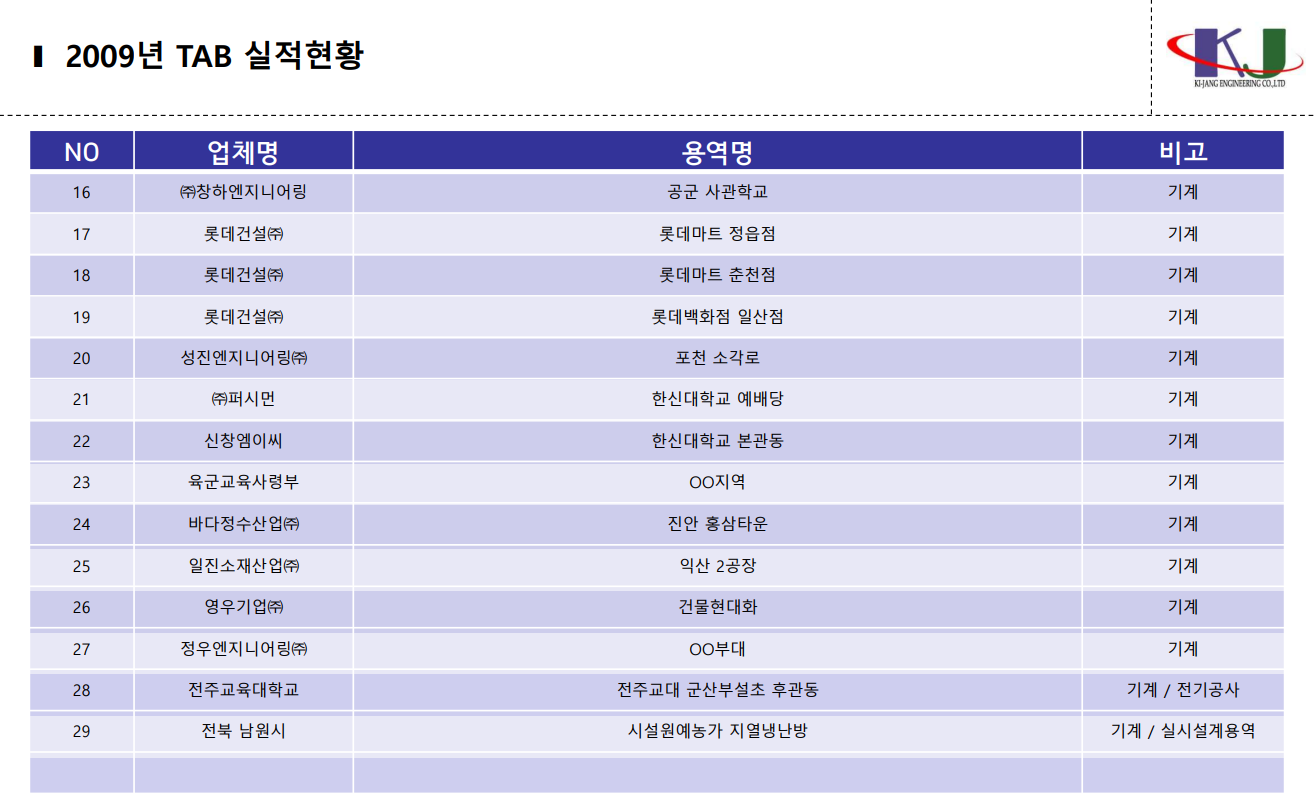 2009년 TAB 실적현황
KI-JANG ENGINEERING CO.,LTD
NO 업체명 용역명 비고
16 ㈜창하엔지니어링 공군 사관학교 기계
17 롯데건설㈜ 롯데마트 정읍점 기계
18 롯데건설㈜ 롯데마트 춘천점 기계
19 롯데건설㈜ 롯데백화점 일산점 기계
20 성진엔지니어링㈜ 포천 소각로 기계
21 ㈜퍼시먼 한신대학교 예배당 기계
22 신창엠이씨 한신대학교 본관동 기계
23 육군교육사령부 OO지역 기계
24 바다정수산업㈜ 진안 홍삼타운 기계
25 일진소재산업㈜ 익산 2공장 기계
26 영우기업㈜ 건물현대화 기계
27 정우엔지니어링㈜ OO부대 기계
28 전주교육대학교 전주교대 군산부설초 후관동 기계 / 전기공사
29 전북 남원시 시설원예농가 지열냉난방 기계 / 실시설계용역